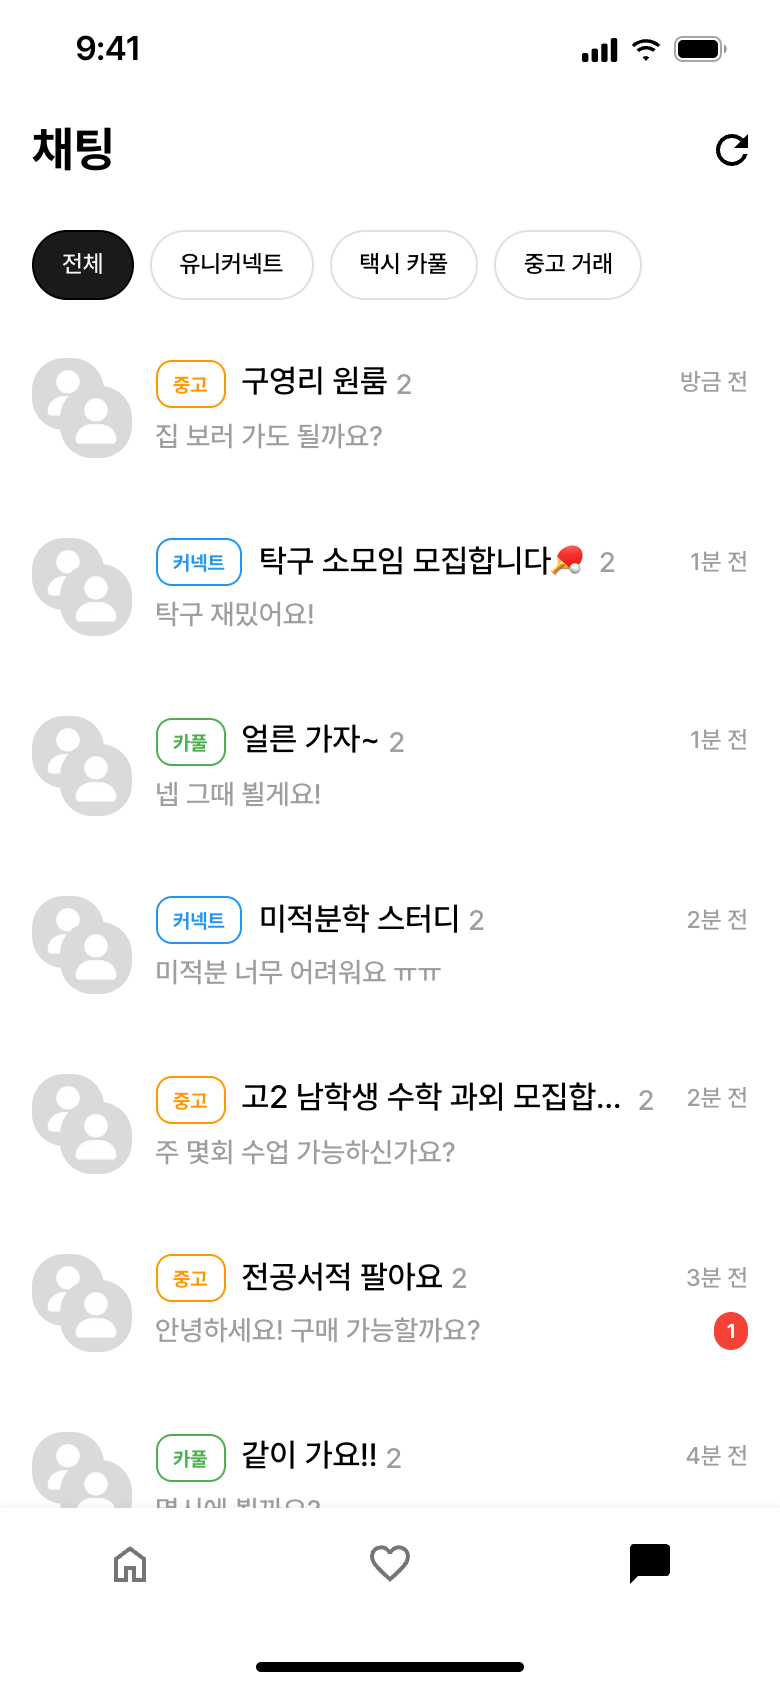 9:41
채팅
전체 유니커넥트 택시 카풀 중고 거래
중고 구영리 원룸 2 방금 전
집 보러 가도 될까요?
커넥트 탁구 소모임 모집합니다🏓 2 1분 전
탁구 재밌어요!
카풀 얼른 가자~ 2 1분 전
넵 그때 뵐게요!
커넥트 미적분학 스터디 2 2분 전
미적분 너무 어려워요 ㅠㅠ
중고 고2 남학생 수학 과외 모집합... 2 2분 전
주 몇회 수업 가능하신가요?
중고 전공서적 팔아요 2 3분 전
안녕하세요! 구매 가능할까요? 1
카풀 같이 가요!! 2 4분 전